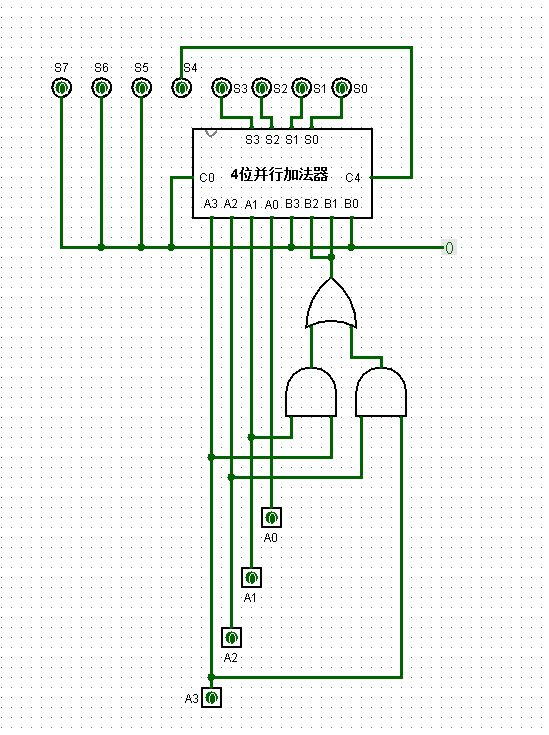 S7 S6 S5 S4
S3 S2 S1 S0
S3 S2 S1 S0
C0 4位并行加法器 C4
A3 A2 A1 A0 B3 B2 B1 B0
0
A0
A1
A2
A3